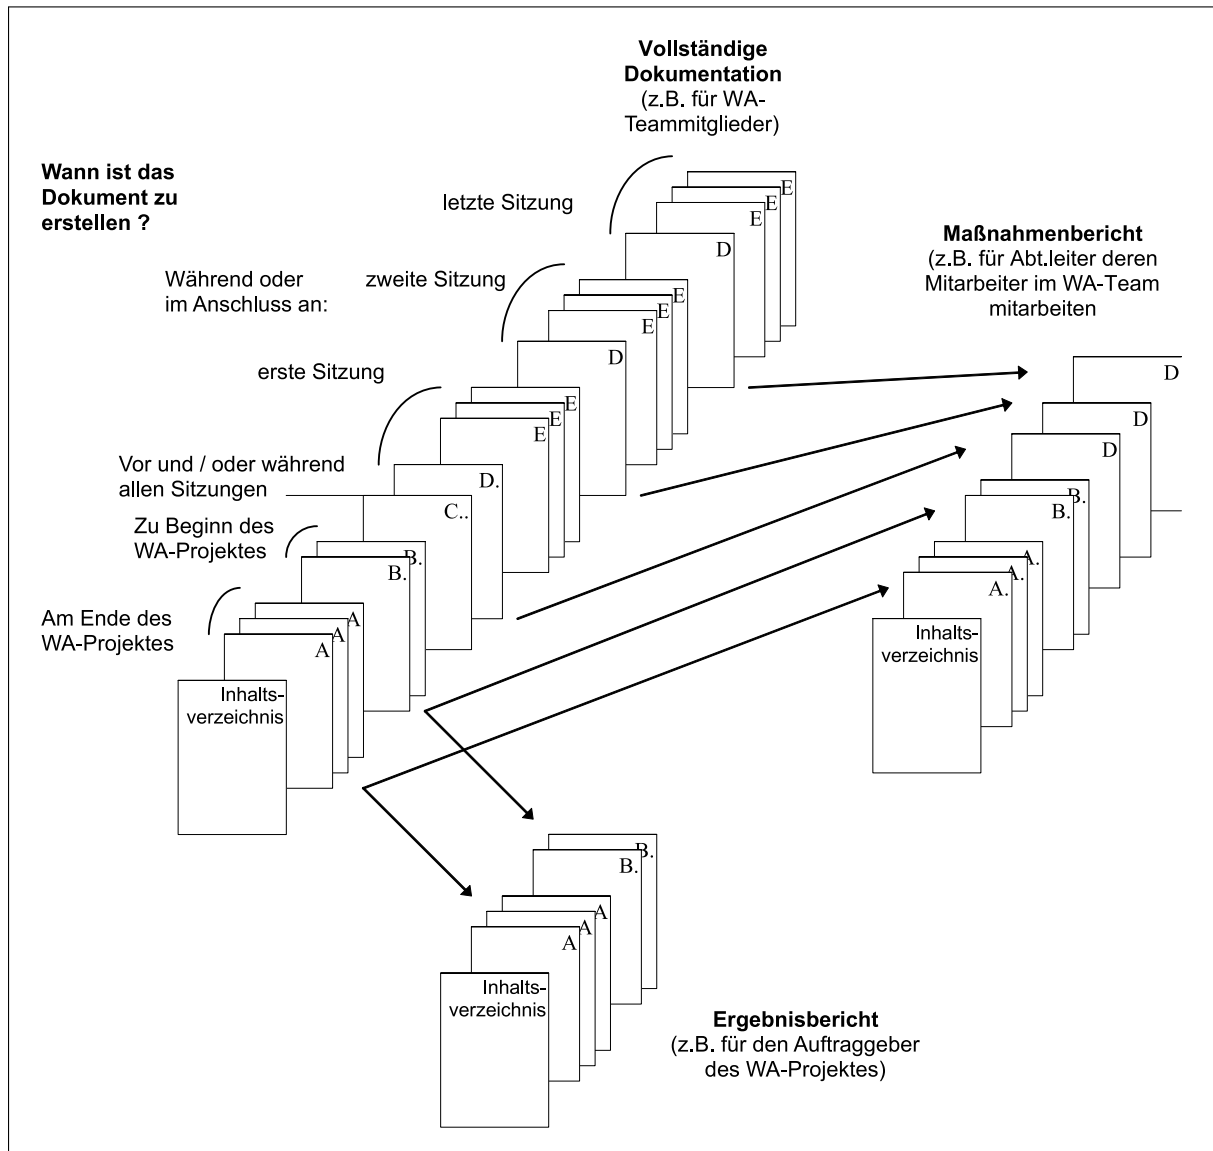 Vollständige
Dokumentation
(z.B. für WA-
Teammitglieder)
Wann ist das
Dokument zu
erstellen ?
letzte Sitzung
E
E
E
D
Maßnahmenbericht
(z.B. für Abt.leiter deren
Mitarbeiter im WA-Team
mitarbeiten
Während oder
im Anschluss an:
zweite Sitzung
E
E
E
D
erste Sitzung
E
E
E
D.
Vor und / oder während
allen Sitzungen
C..
Zu Beginn des
WA-Projektes
B.
B.
Am Ende des
WA-Projektes
A
A
A
Inhalts-
verzeichnis
D
D
D
B.
B.
A.
A.
A.
Inhalts-
verzeichnis
B.
B.
A
A
A
Inhalts-
verzeichnis
Ergebnisbericht
(z.B. für den Auftraggeber
des WA-Projektes)